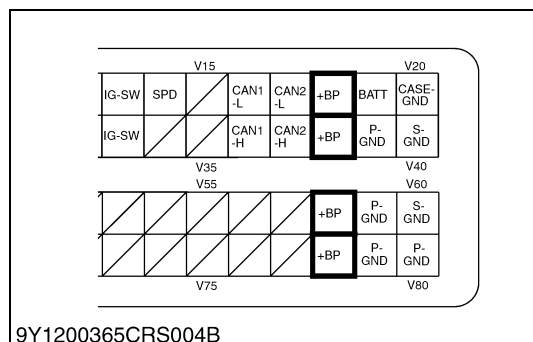 V15 V20
IG-SW SPD CAN1 -L CAN2 -L +BP BATT CASE- GND
IG-SW CAN1 -H CAN2 -H +BP P- GND S- GND
V35 V40
V55 V60
+BP P- GND S- GND
+BP P- GND P- GND
V75 V80
9Y1200365CRS004B